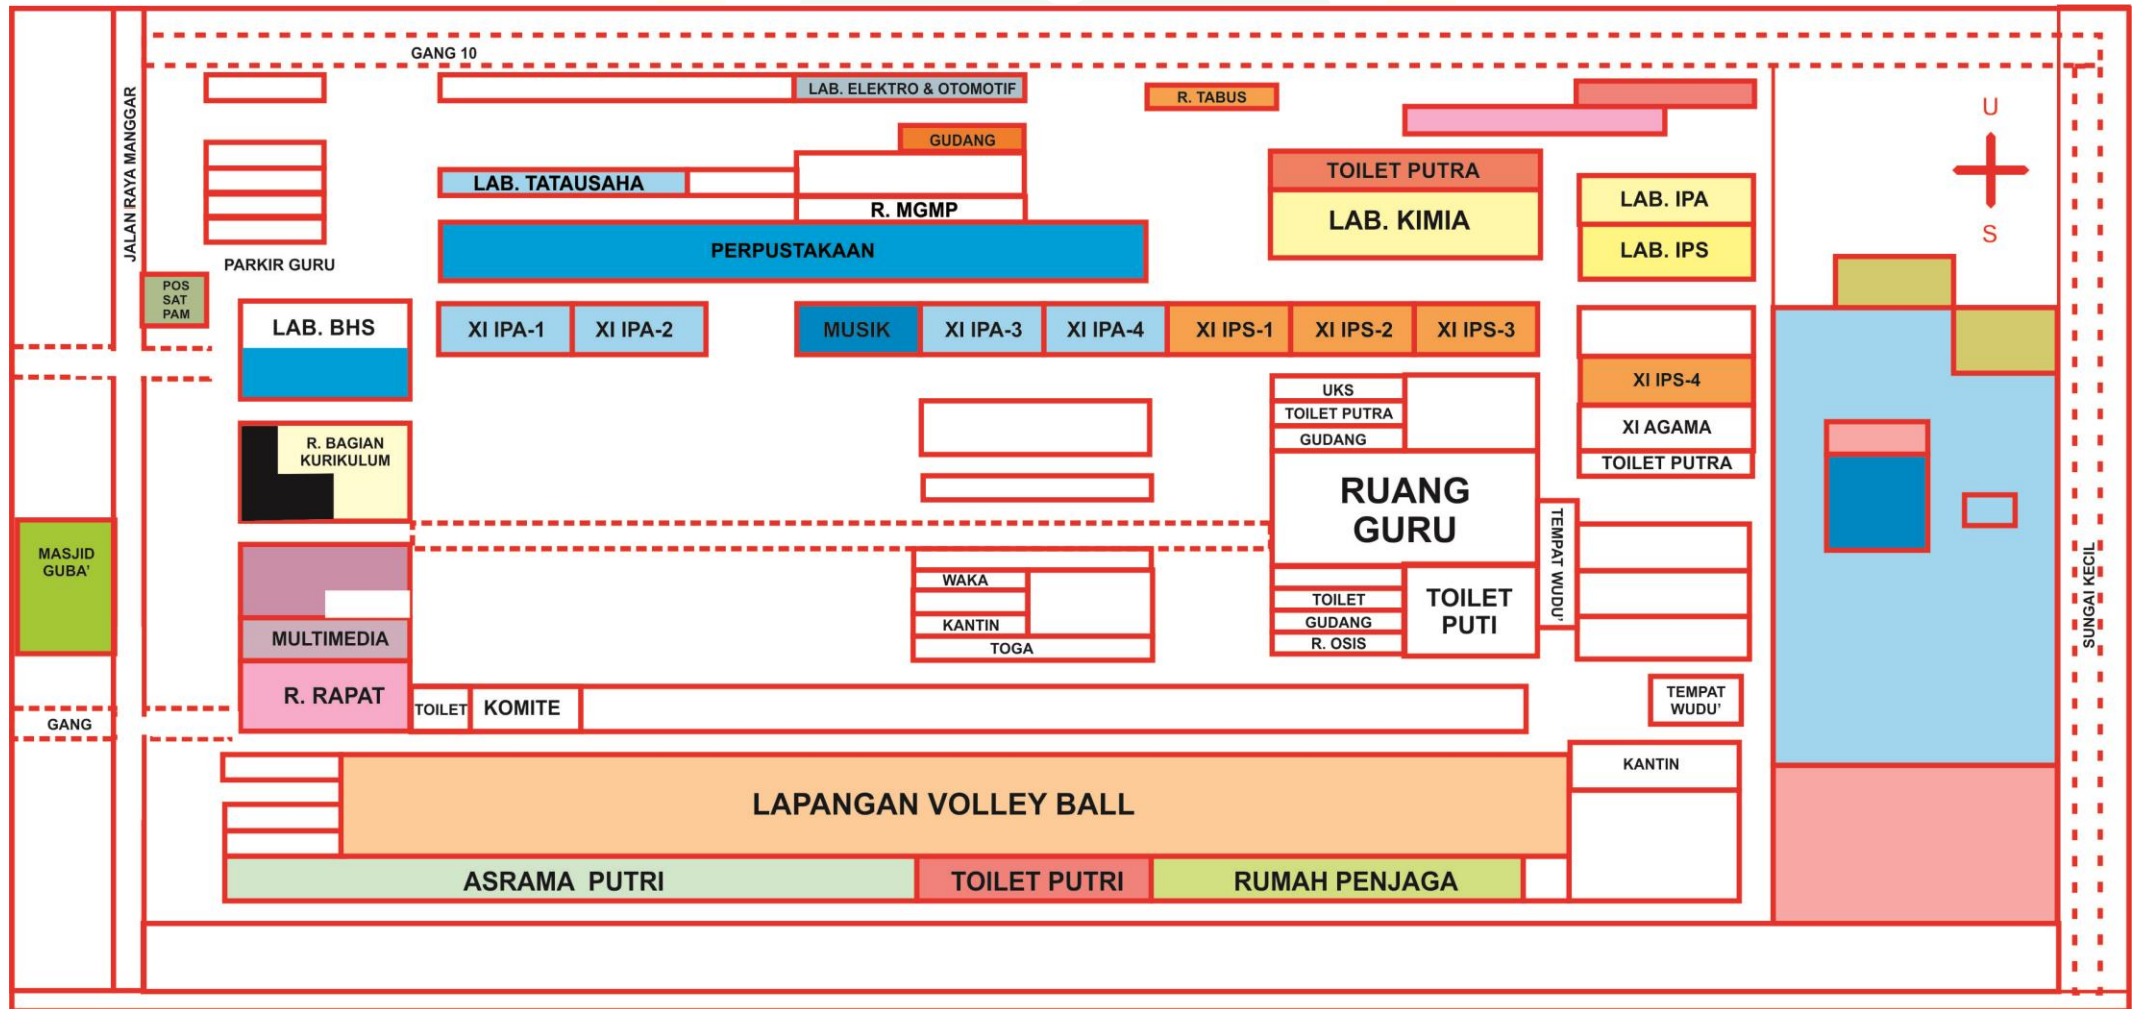 GANG 10
JALAN RAYA MANGGAR
LAB. ELEKTRO & OTOMOTIF
R. TABUS
U
S
GUDANG
LAB. TATAUSAHA
R. MGMP
PERPUSTAKAAN
TOILET PUTRA
LAB. KIMIA
LAB. IPA
LAB. IPS
PARKIR GURU
POS
SAT
PAM
LAB. BHS
XI IPA-1
XI IPA-2
MUSIK
XI IPA-3
XI IPA-4
XI IPS-1
XI IPS-2
XI IPS-3
XI IPS-4
XI AGAMA
TOILET PUTRA
UKS
TOILET PUTRA
GUDANG
R. BAGIAN
KURIKULUM
RUANG
GURU
TEMPAT WUDU'
MASJID
GUBA'
WAKA
KANTIN
TOGA
TOILET
GUDANG
R. OSIS
TOILET
PUTI
SUNGAI KECIL
MULTIMEDIA
R. RAPAT
TOILET
KOMITE
TEMPAT
WUDU'
GANG
KANTIN
LAPANGAN VOLLEY BALL
ASRAMA PUTRI
TOILET PUTRI
RUMAH PENJAGA